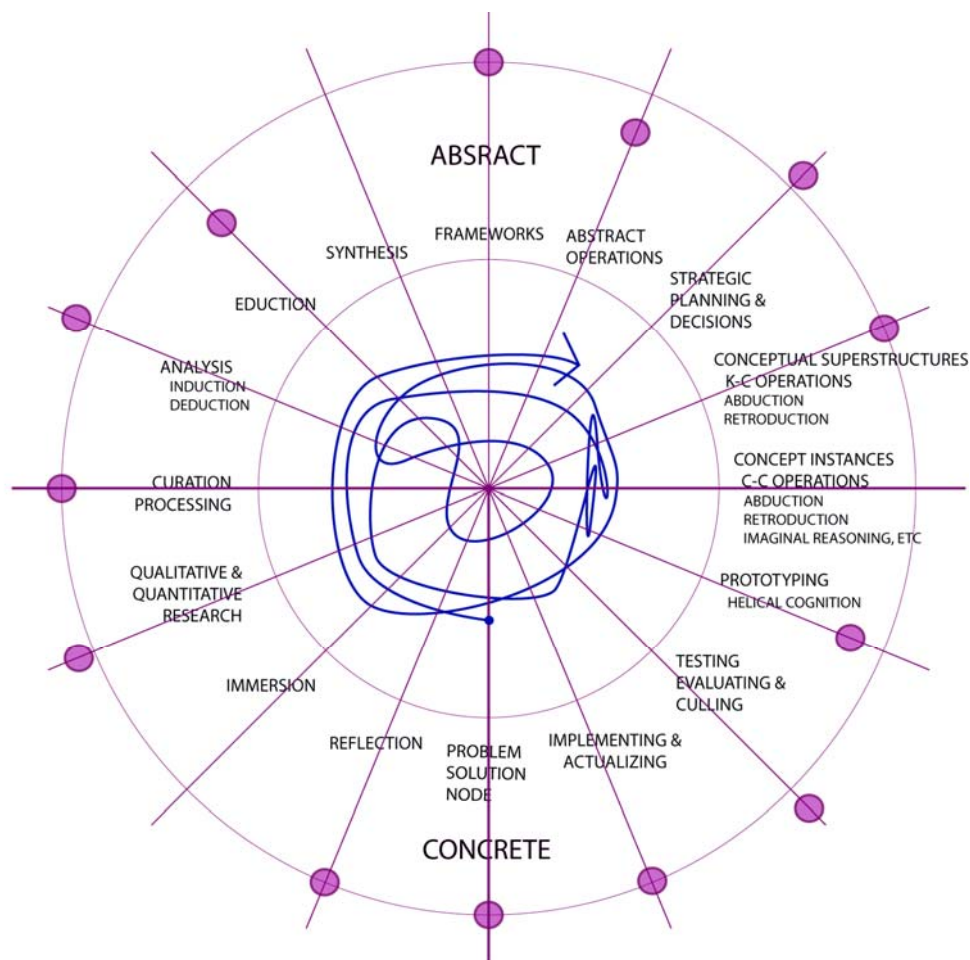 ABSRACT
FRAMEWORKS
ABSTRACT
OPERATIONS
SYNTHESIS
STRATEGIC
PLANNING &
DECISIONS
EDUCTION
CONCEPTUAL SUPERSTRUCTURES
K-C OPERATIONS
ABDUCTION
RETRODUCTION
ANALYSIS
INDUCTION
DEDUCTION
CONCEPT INSTANCES
C-C OPERATIONS
ABDUCTION
RETRODUCTION
IMAGINAL REASONING, ETC
CURATION
PROCESSING
QUALITATIVE &
QUANTITATIVE
RESEARCH
PROTOTYPING
HELICAL COGNITION
TESTING
EVALUATING &
CULLING
IMMERSION
REFLECTION
PROBLEM
SOLUTION
NODE
IMPLEMENTING &
ACTUALIZING
CONCRETE